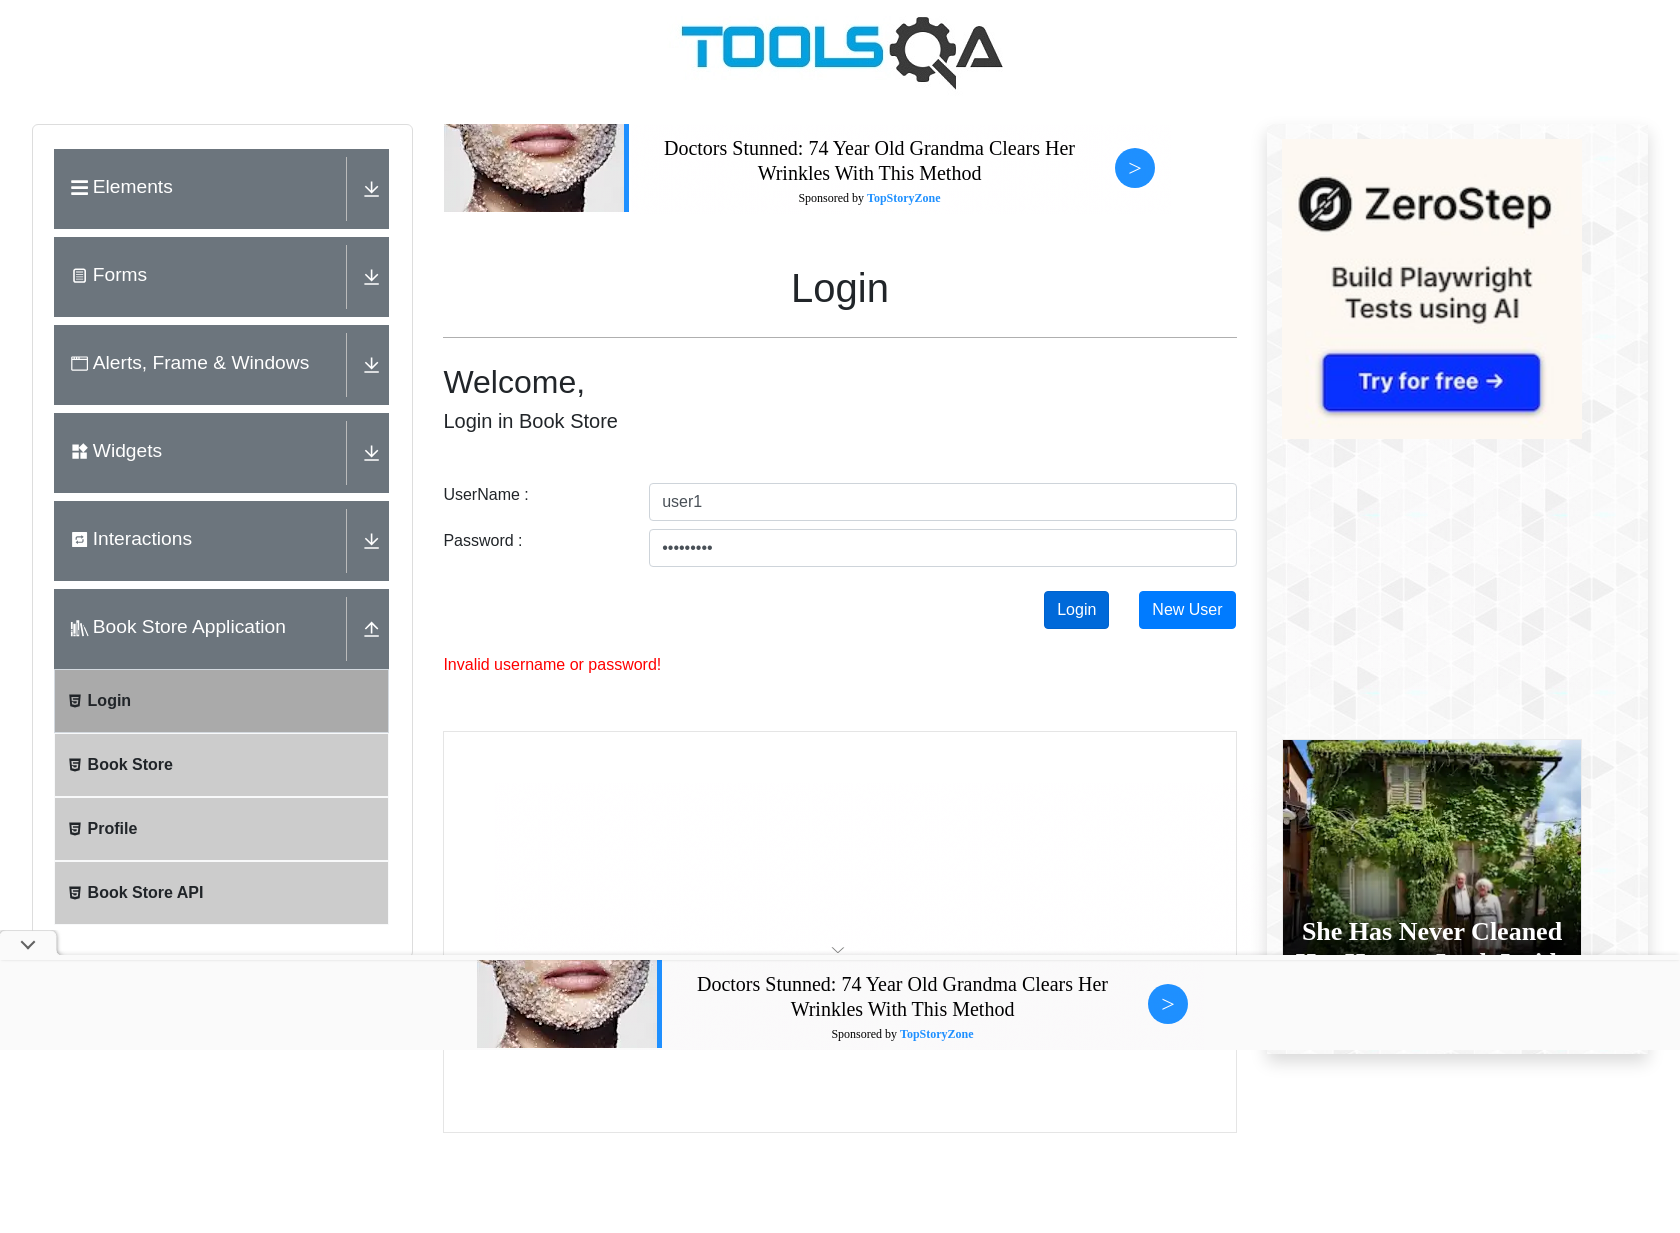 TOOLSQA
Elements
Forms
Alerts, Frame & Windows
Widgets
Interactions
Book Store Application
Login
Book Store
Profile
Book Store API
Doctors Stunned: 74 Year Old Grandma Clears Her
Wrinkles With This Method
Sponsored by TopStoryZone
>
Login
Welcome,
Login in Book Store
UserName :
user1
Password :
•••••••••
Login
New User
Invalid username or password!
ZeroStep
Build Playwright
Tests using AI
Try for free →
She Has Never Cleaned
Doctors Stunned: 74 Year Old Grandma Clears Her
Wrinkles With This Method
Sponsored by TopStoryZone
>